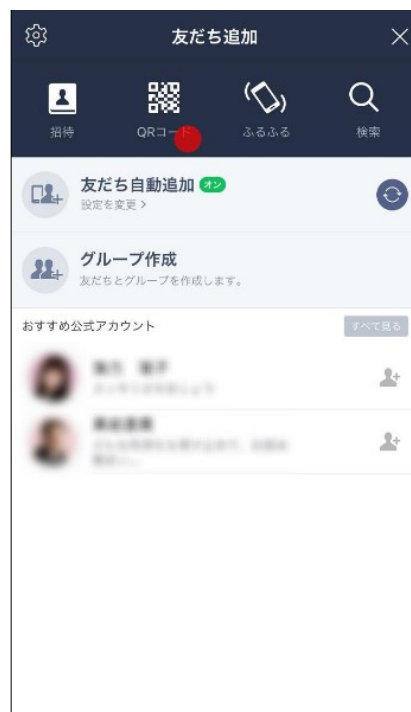 友だち追加
招待
QRコード
ふるふる
検索
友だち自動追加 オン
設定を変更 >
グループ作成
友だちとグループを作成します。
おすすめ公式アカウント
すべて見る